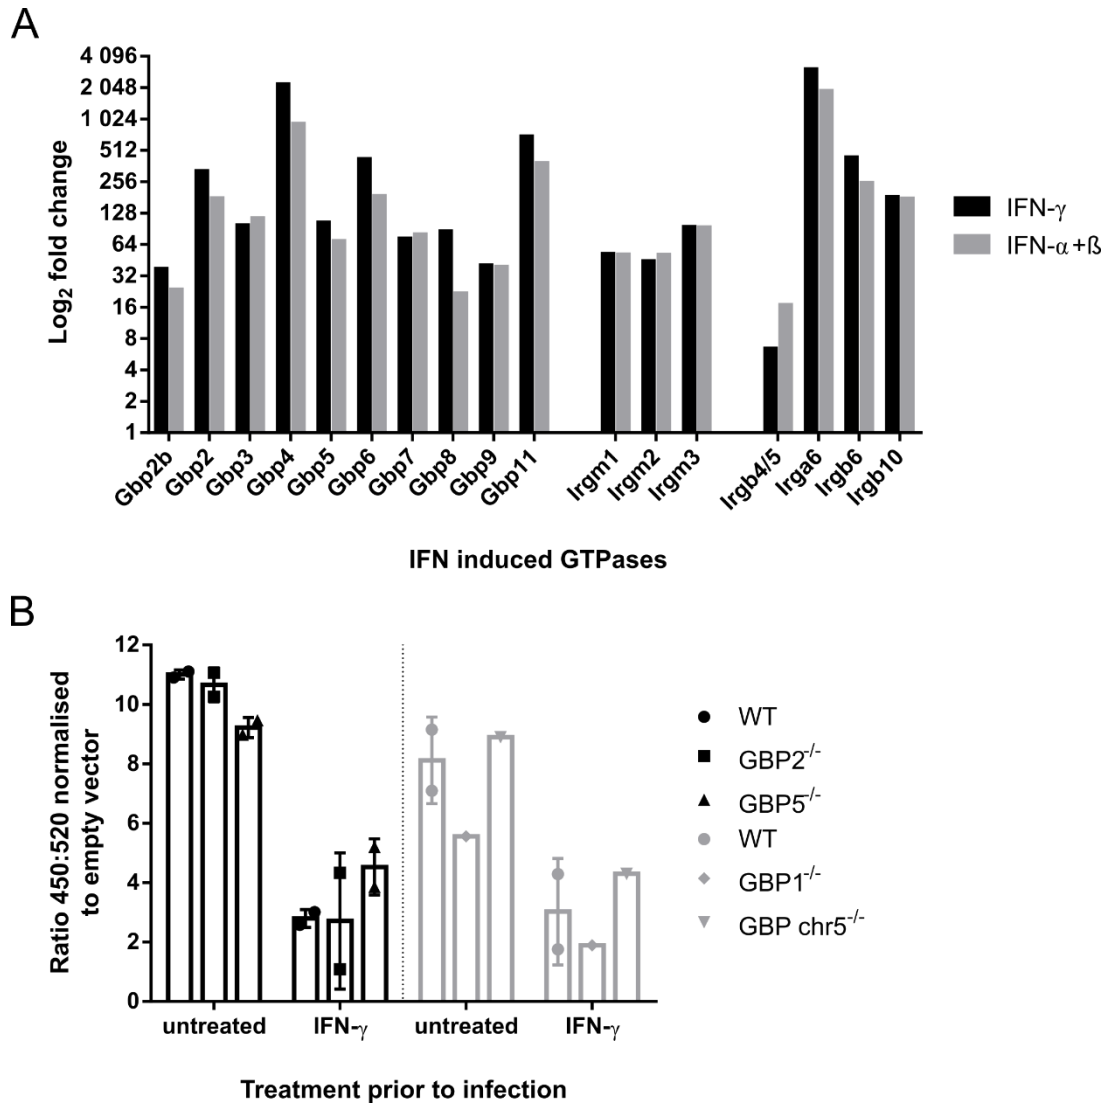 A
Log2 fold change
4 096
2 048
1 024
512
256
128
64
32
16
8
4
2
1
Gbp2b
Gbp2
Gbp3
Gbp4
Gbp5
Gbp6
Gbp7
Gbp8
Gbp9
Gbp11
Irgm1
Irgm2
Irgm3
Irgb4/5
Irga6
Irgb6
Irgb10
IFN induced GTPases
IFN-γ
IFN-α+ß
B
Ratio 450:520 normalised
to empty vector
12
10
8
6
4
2
0
untreated
IFN-γ
untreated
IFN-γ
Treatment prior to infection
WT
GBP2-/-
GBP5-/-
WT
GBP1-/-
GBP chr5-/-